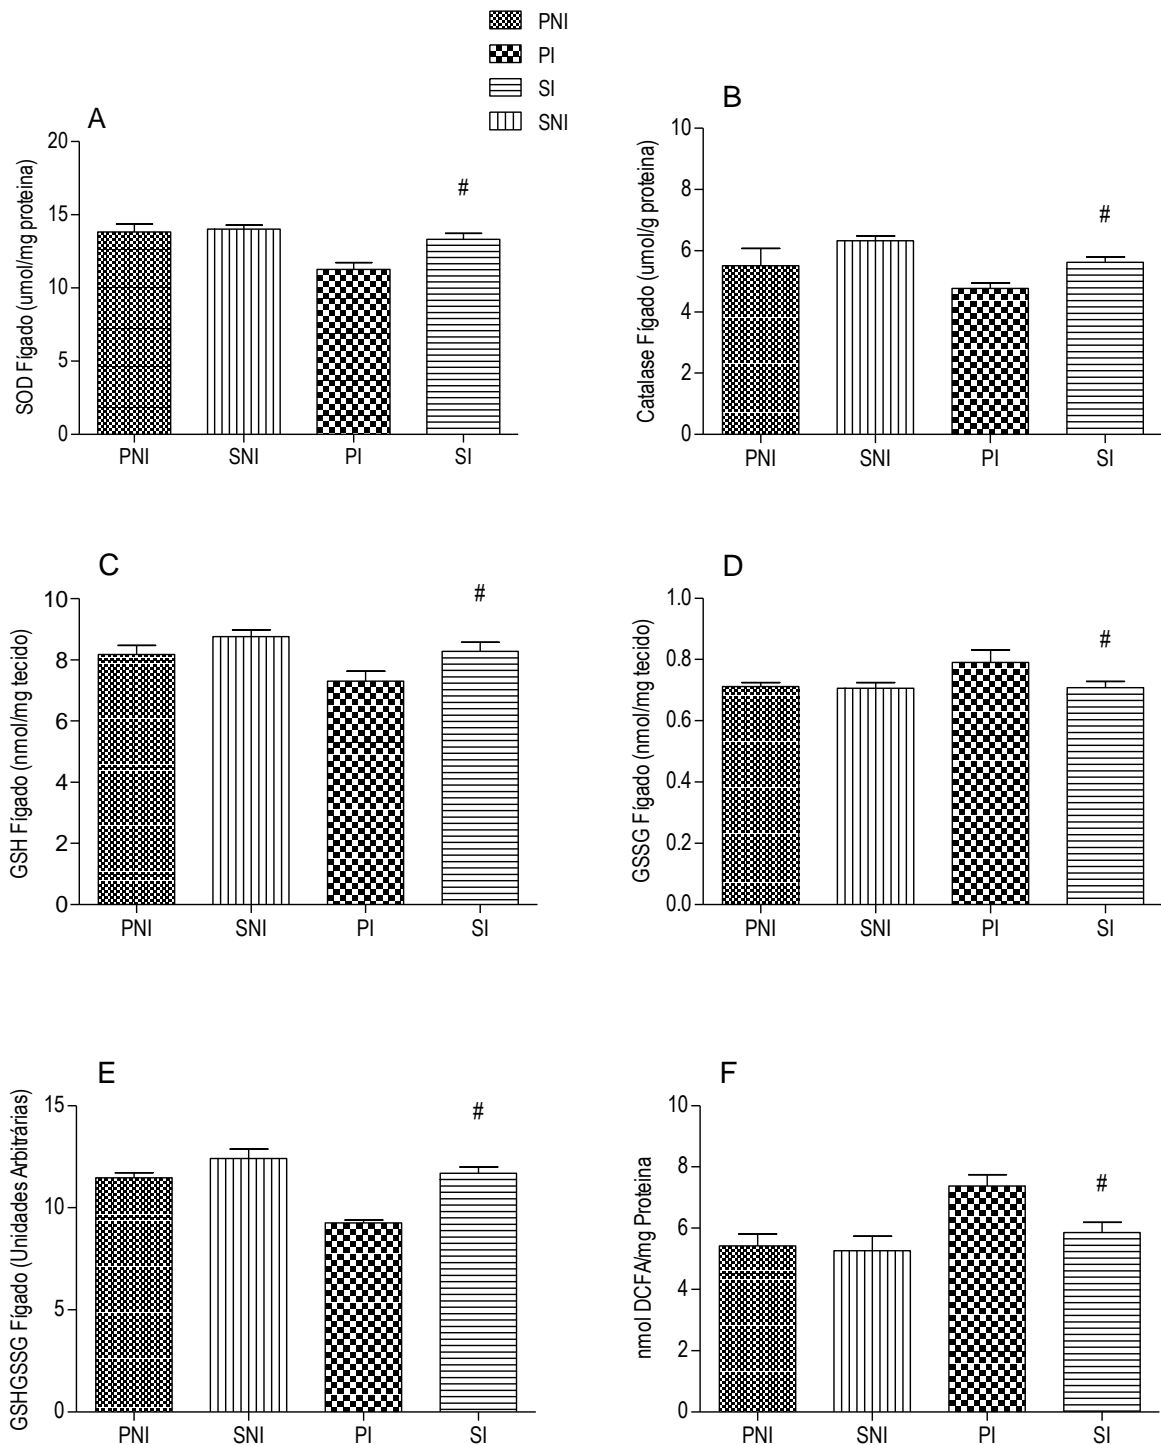 PNI
PI
SI
SNI
A
SOD Fígado (umol/mg proteina)
20
15
10
5
0
PNI SNI PI SI
#
B
Catalase Fígado (umol/g proteina)
10
8
6
4
2
0
PNI SNI PI SI
#
C
GSH Fígado (nmol/mg tecido)
10
8
6
4
2
0
PNI SNI PI SI
#
D
GSSG Fígado (nmol/mg tecido)
1.0
0.8
0.6
0.4
0.2
0.0
PNI SNI PI SI
#
E
GSHGSSG Fígado (Unidades Arbitrárias)
15
10
5
0
PNI SNI PI SI
#
F
nmol DCFA/mg Proteina
10
8
6
4
2
0
PNI SNI PI SI
#